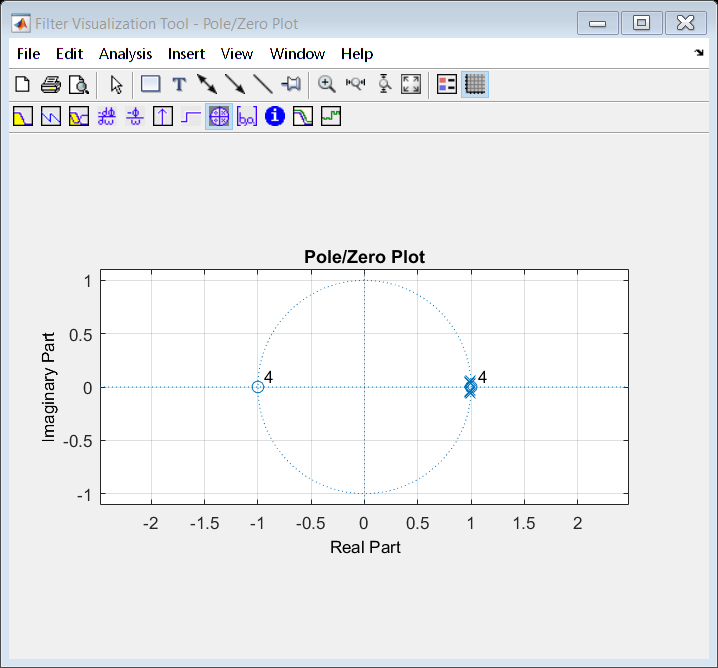 Filter Visualization Tool - Pole/Zero Plot
File Edit Analysis Insert View Window Help
Pole/Zero Plot
1
0.5
0
-0.5
-1
Imaginary Part
4
4
-2 -1.5 -1 -0.5 0 0.5 1 1.5 2
Real Part